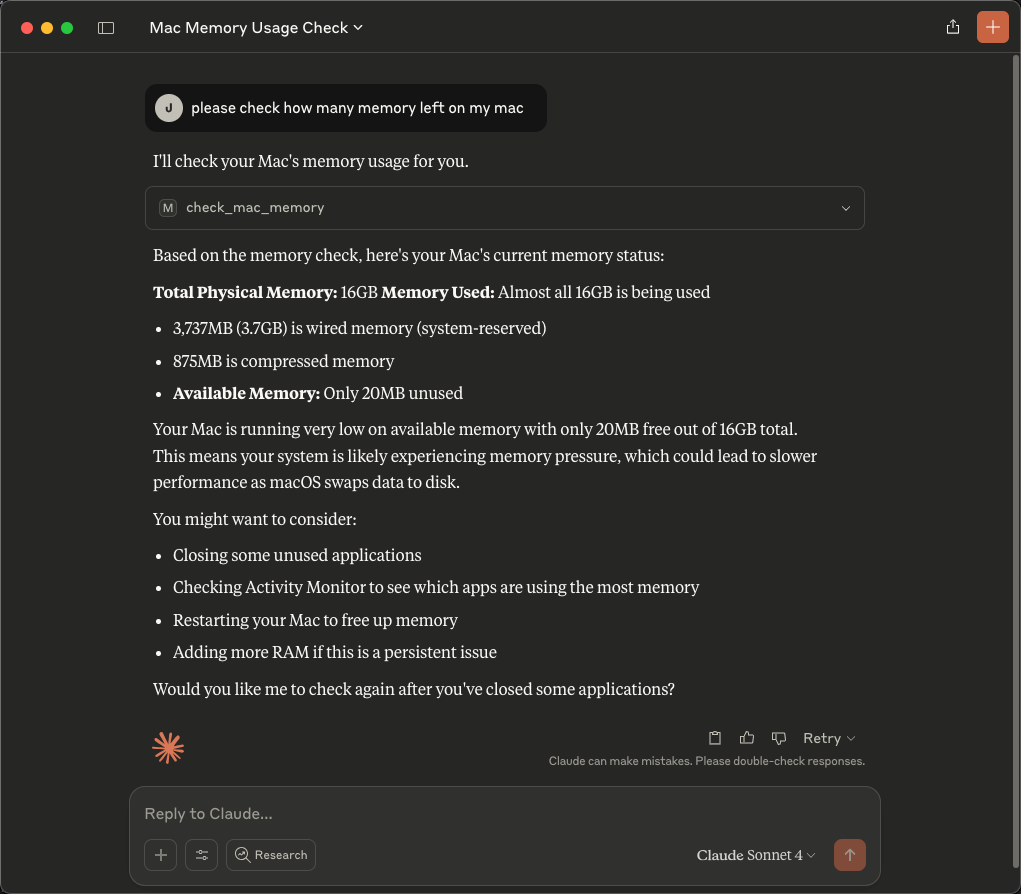 Mac Memory Usage Check
J
please check how many memory left on my mac
I'll check your Mac's memory usage for you.
M check_mac_memory
Based on the memory check, here's your Mac's current memory status:
Total Physical Memory: 16GB Memory Used: Almost all 16GB is being used
• 3,737MB (3.7GB) is wired memory (system-reserved)
• 875MB is compressed memory
• Available Memory: Only 20MB unused
Your Mac is running very low on available memory with only 20MB free out of 16GB total.
This means your system is likely experiencing memory pressure, which could lead to slower
performance as macOS swaps data to disk.
You might want to consider:
• Closing some unused applications
• Checking Activity Monitor to see which apps are using the most memory
• Restarting your Mac to free up memory
• Adding more RAM if this is a persistent issue
Would you like me to check again after you've closed some applications?
Retry
Claude can make mistakes. Please double-check responses.
Reply to Claude...
Research
Claude Sonnet 4